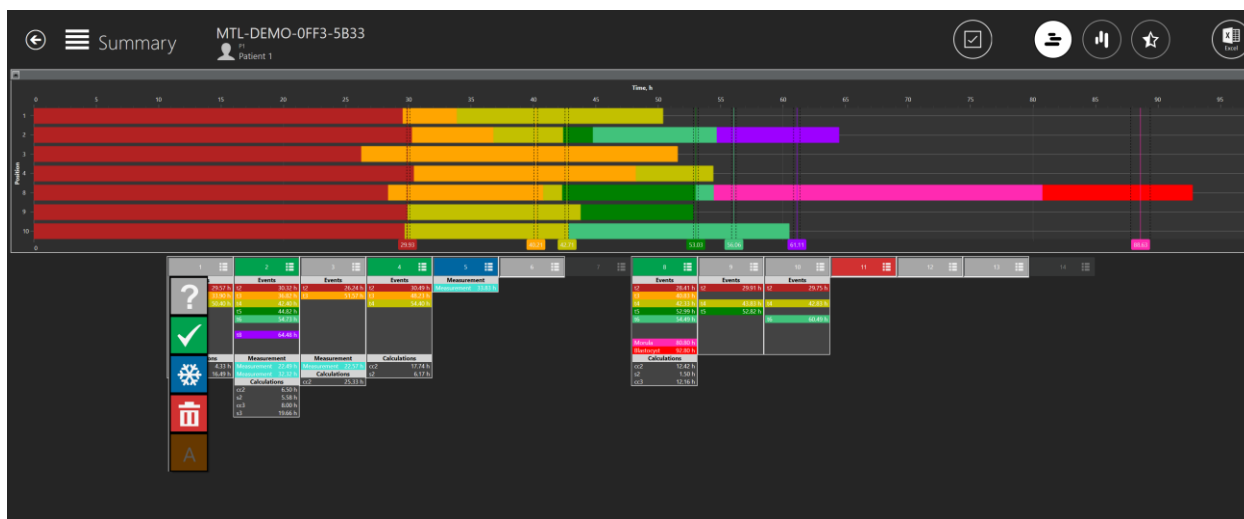 Summary
MTL-DEMO-0FF3-5B33
P1
Patient 1
Excel
Time, h
0 5 10 15 20 25 30 35 40 45 50 55 60 65 70 75 80 85 90 95
Position
1
2
3
4
8
9
10
0
29.93 42.71 53.03 56.06 61.11 88.63
1 2 3 4 5 6 7 8 9 10 11 12 13 14
29.57 h
33.90 h
50.40 h
4.33 h
16.49 h
?
A
Events
t2 30.32 h
t3 36.82 h
t4 42.40 h
t5 44.82 h
t6 54.73 h
t8 64.48 h
Measurement
Measurement 22.49 h
Measurement 32.32 h
Calculations
cc2 6.50 h
s2 5.58 h
cc3 8.00 h
s3 19.66 h
Events
t2 26.24 h
t3 51.52 h
Measurement
Measurement 22.57 h
Calculations
cc2 25.33 h
Events
t2 30.49 h
t3 48.23 h
t4 54.40 h
Calculations
cc2 17.74 h
s2 6.17 h
Measurement
Measurement 33.83 h
Events
t2 28.41 h
t3 40.83 h
t4 42.33 h
t5 52.99 h
t6 54.49 h
Morula 80.80 h
Blastocyst 92.80 h
Calculations
cc2 12.42 h
s2 1.50 h
cc3 12.16 h
Events
t2 29.91 h
t4 43.83 h
t5 52.82 h
Events
t2 29.75 h
t4 42.83 h
t6 60.49 h